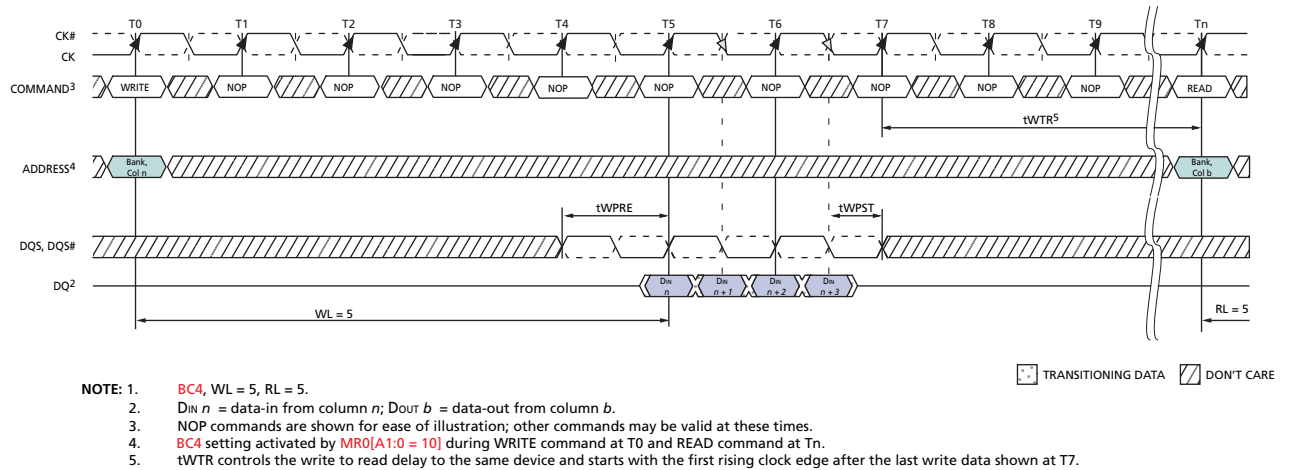 T0 T1 T2 T3 T4 T5 T6 T7 T8 T9 Tn
CK#
CK
COMMAND3 WRITE NOP NOP NOP NOP NOP NOP NOP NOP NOP READ
tWTR5
ADDRESS4 Bank, Col n Bank, Col b
tWPRE tWPST
DQS, DQS#
DQ2 DIN n DIN n + 1 DIN n + 2 DIN n + 3
WL = 5 RL = 5
TRANSITIONING DATA DON'T CARE
NOTE: 1. BC4, WL = 5, RL = 5.
2. DIN n = data-in from column n; DOUT b = data-out from column b.
3. NOP commands are shown for ease of illustration; other commands may be valid at these times.
4. BC4 setting activated by MR0[A1:0 = 10] during WRITE command at T0 and READ command at Tn.
5. tWTR controls the write to read delay to the same device and starts with the first rising clock edge after the last write data shown at T7.